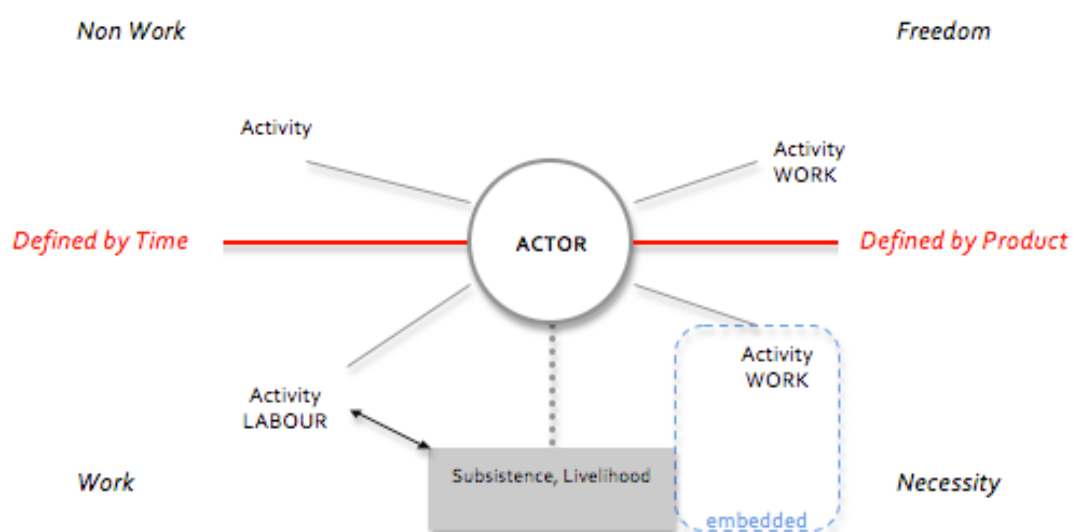 Non Work
Freedom
Activity
Activity
WORK
Defined by Time
ACTOR
Defined by Product
Activity
WORK
Activity
LABOUR
Subsistence, Livelihood
Work
Necessity
embedded